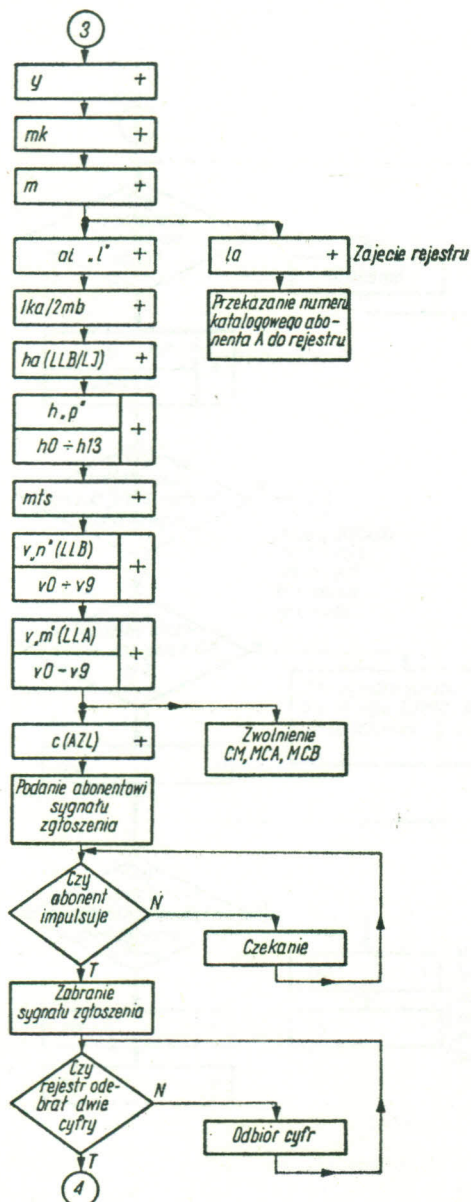 3
y +
mk +
m +
al „l" +
la + Zajęcie rejestru
1ka/2mb +
Przekazanie numeru
katalogowego abo-
nenta A do rejestru
ha (LLB/LJ) +
h „p"
h0 ÷ h13
+
mts +
v„n" (LLB)
v0 ÷ v9
+
v„m" (LLA)
v0 – v9
+
c (AZL) +
Zwolnienie
CM, MCA, MCB
Podanie abonentowi
sygnału
zgłoszenia
Czy
abonent
impulsuje
N
Czekanie
T
Zabranie
sygnału zgłoszenia
Czy
rejestr ode-
brał dwie
cyfry
N
Odbiór cyfr
T
4